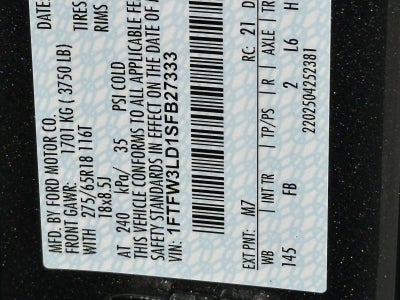 MFD. BY FORD MOTOR CO.
DATE:
FRONT GAWR: 1701 KG ( 3750 LB)
WITH 275/65R18 116T TIRES
18x8.5J RIMS
AT 240 kPa/ 35 PSI COLD
THIS VEHICLE CONFORMS TO ALL APPLICABLE
SAFETY STANDARDS IN EFFECT ON THE DATE OF
VIN: 1FTFW3LD1SFB27333
EXT PNT: M7 RC: 21
WB INT TR TP/PS R AXLE
145 FB 2 L6
2202504252381